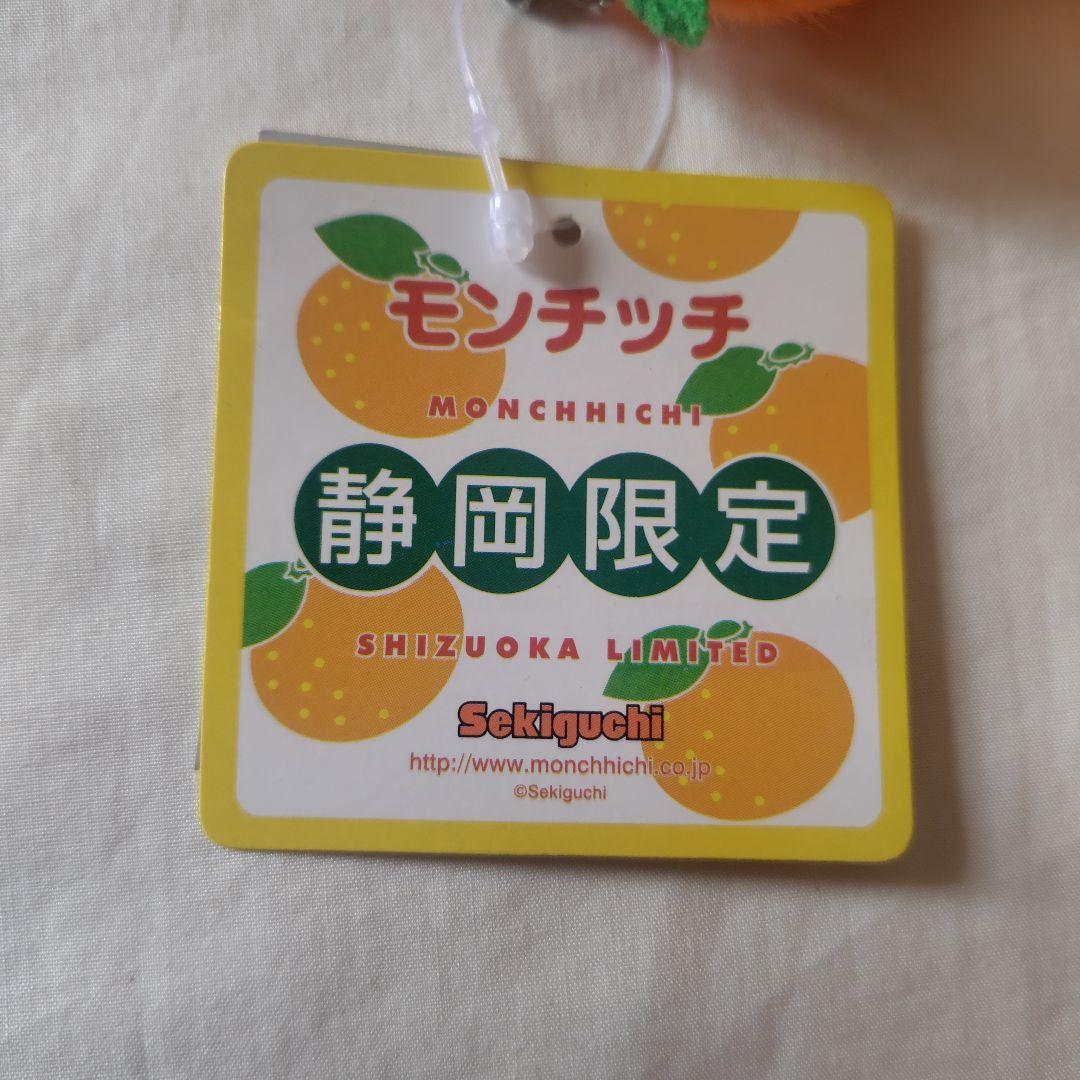 モンチッチ
MONCHHICHI
静岡限定
SHIZUOKA LIMITED
Sekiguchi
http://www.monchhichi.co.jp
©Sekiguchi